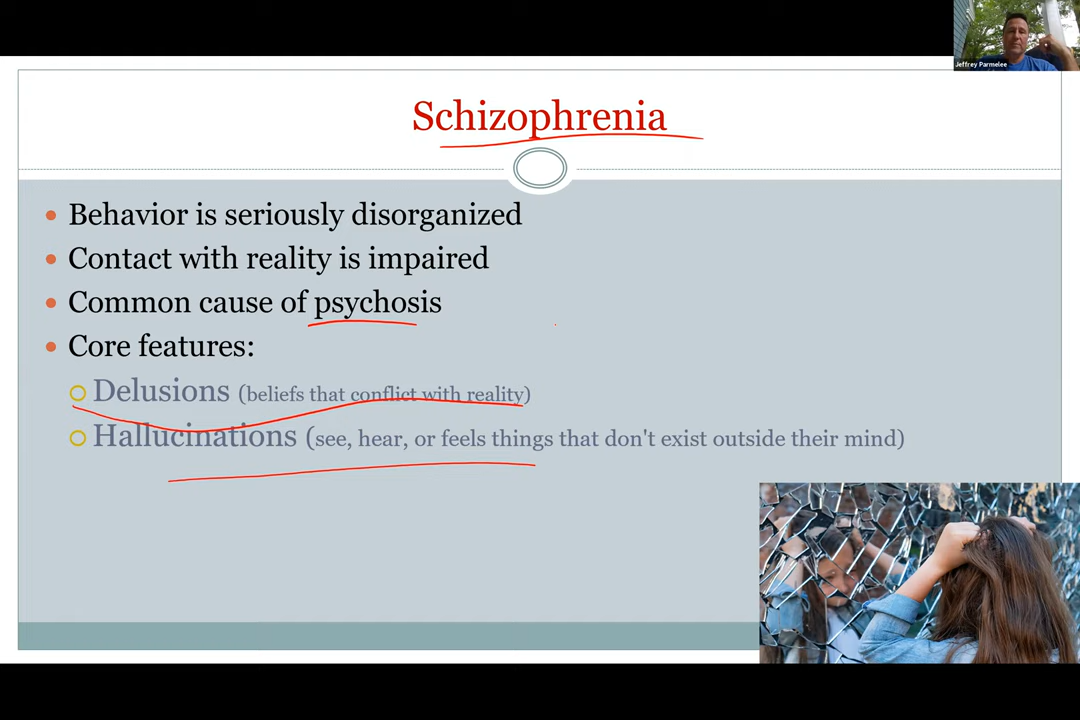 Jeffrey Parmelee
Schizophrenia
Behavior is seriously disorganized
Contact with reality is impaired
Common cause of psychosis
Core features:
Delusions (beliefs that conflict with reality)
Hallucinations (see, hear, or feels things that don't exist outside their mind)